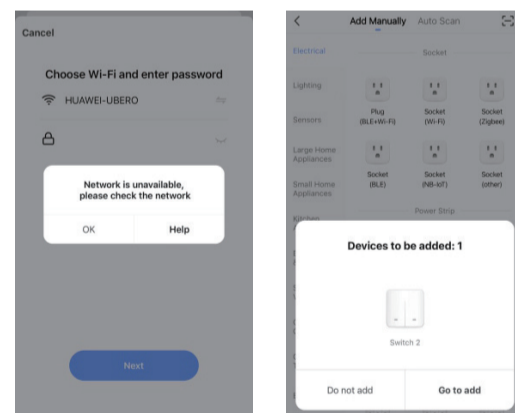 Cancel
Choose Wi-Fi and enter password
HUAWEI-UBERO
Network is unavailable,
please check the network
OK Help
Next
Add Manually Auto Scan
Electrical
Socket
Lighting
Plug
(BLE+Wi-Fi)
Socket
(Wi-Fi)
Socket
(Zigbee)
Sensors
Large Home
Appliances
Socket
(BLE)
Socket
(NB-IoT)
Socket
(other)
Small Home
Appliances
Power Strip
Kitchen
Devices to be added: 1
Switch 2
Do not add Go to add